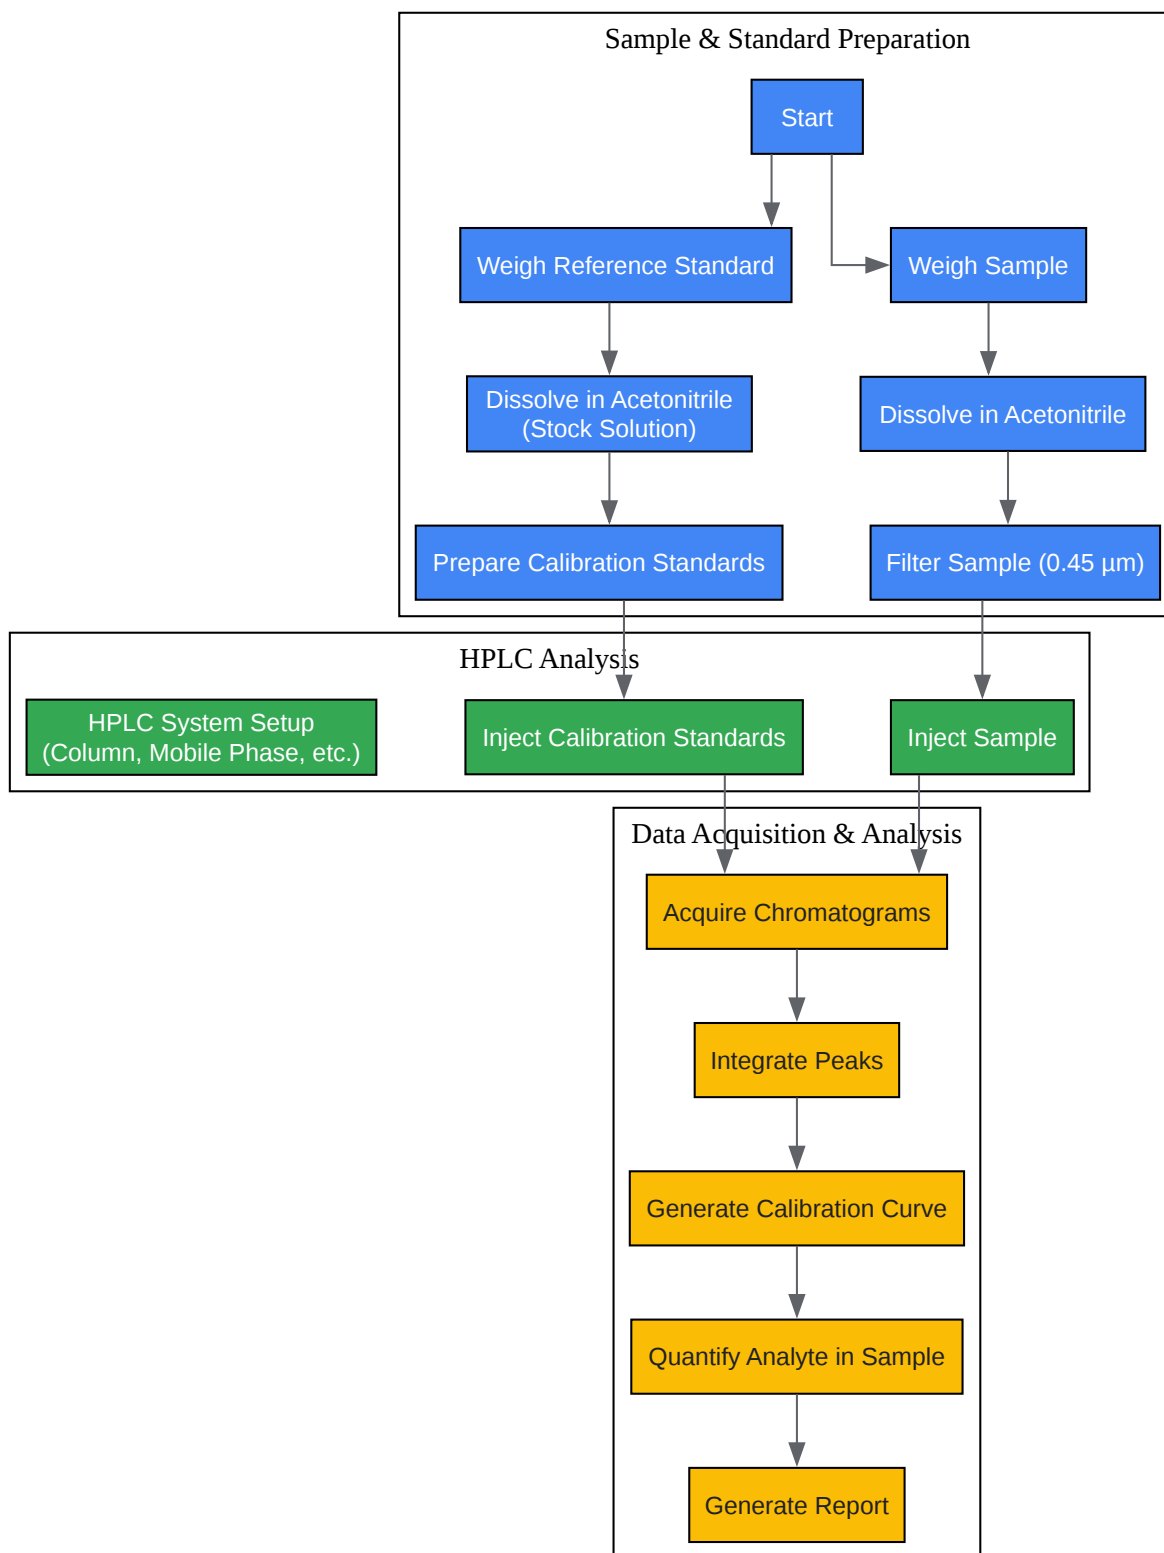 Sample & Standard Preparation
Start
Weigh Reference Standard
Weigh Sample
Dissolve in Acetonitrile
(Stock Solution)
Dissolve in Acetonitrile
Prepare Calibration Standards
Filter Sample (0.45 µm)
HPLC Analysis
HPLC System Setup
(Column, Mobile Phase, etc.)
Inject Calibration Standards
Inject Sample
Data Acquisition & Analysis
Acquire Chromatograms
Integrate Peaks
Generate Calibration Curve
Quantify Analyte in Sample
Generate Report